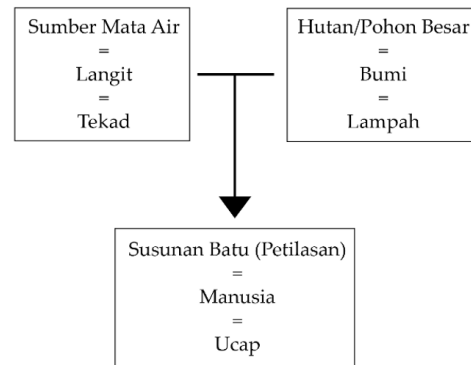 Sumber Mata Air
=
Langit
=
Tekad
Hutan/Pohon Besar
=
Bumi
=
Lampah
Susunan Batu (Petilasan)
=
Manusia
=
Ucap